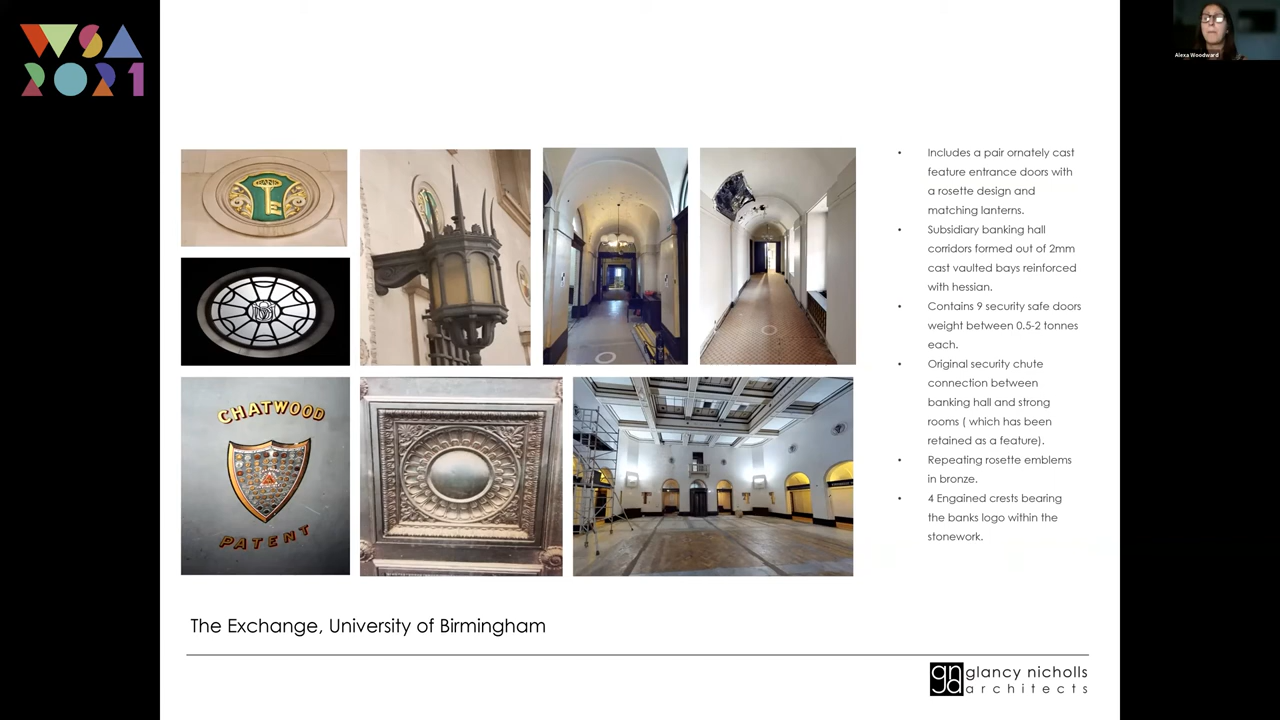 WSA
2021
Alexa Woodward
BANK
CHATWOOD
PATENT
• Includes a pair ornately cast
feature entrance doors with
a rosette design and
matching lanterns.
• Subsidiary banking hall
corridors formed out of 2mm
cast vaulted bays reinforced
with hessian.
• Contains 9 security safe doors
weight between 0.5-2 tonnes
each.
• Original security chute
connection between
banking hall and strong
rooms ( which has been
retained as a feature).
• Repeating rosette emblems
in bronze.
• 4 Engained crests bearing
the banks logo within the
stonework.
The Exchange, University of Birmingham
gna
glancy nicholls
architects